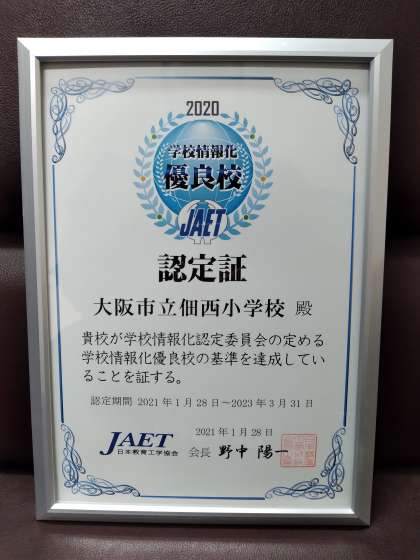 2020
学校情報化
優良校
JAET
認定証
大阪市立佃西小学校 殿
貴校が学校情報化認定委員会の定める
学校情報化優良校の基準を達成してい
ることを証する。
認定期間 2021年1月28日～2023年3月31日
2021年1月28日
JAET
日本教育工学協会
会長 野中 陽一